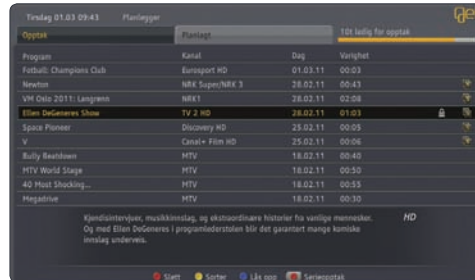 Tirsdag 01.03 09:43 Planlegger
Opptak Planlagt 10t ledig for opptak
Program Kanal Dag Varighet
Fotball: Champions Club Eurosport HD 01.03.11 00:03
Newton NRK Super/NRK 3 28.02.11 00:43
VM Oslo 2011: Langrenn NRK1 28.02.11 02:08
Ellen DeGeneres Show TV 2 HD 28.02.11 01:03
Space Pioneer Discovery HD 25.02.11 00:05
V Canal+ Film HD 25.02.11 00:06
Bully Beatdown MTV 18.02.11 00:40
MTV World Stage MTV 18.02.11 00:50
40 Most Shocking... MTV 18.02.11 00:55
Megadrive MTV 18.02.11 00:30
Kjendisintervjuer, musikkinnslag, og ekstraordinære historier fra vanlige mennesker. HD
Og med Ellen DeGeneres i programlederstolen blir det garantert mange komiske
innslag underveis.
Slett Sorter Lås opp Serieopptak